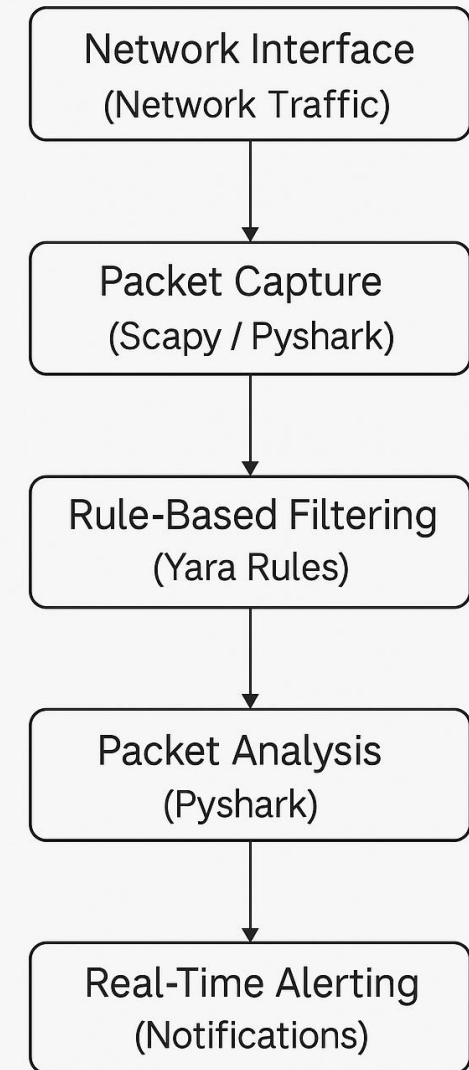 Network Interface
(Network Traffic)
Packet Capture
(Scapy / Pyshark)
Rule-Based Filtering
(Yara Rules)
Packet Analysis
(Pyshark)
Real-Time Alerting
(Notifications)